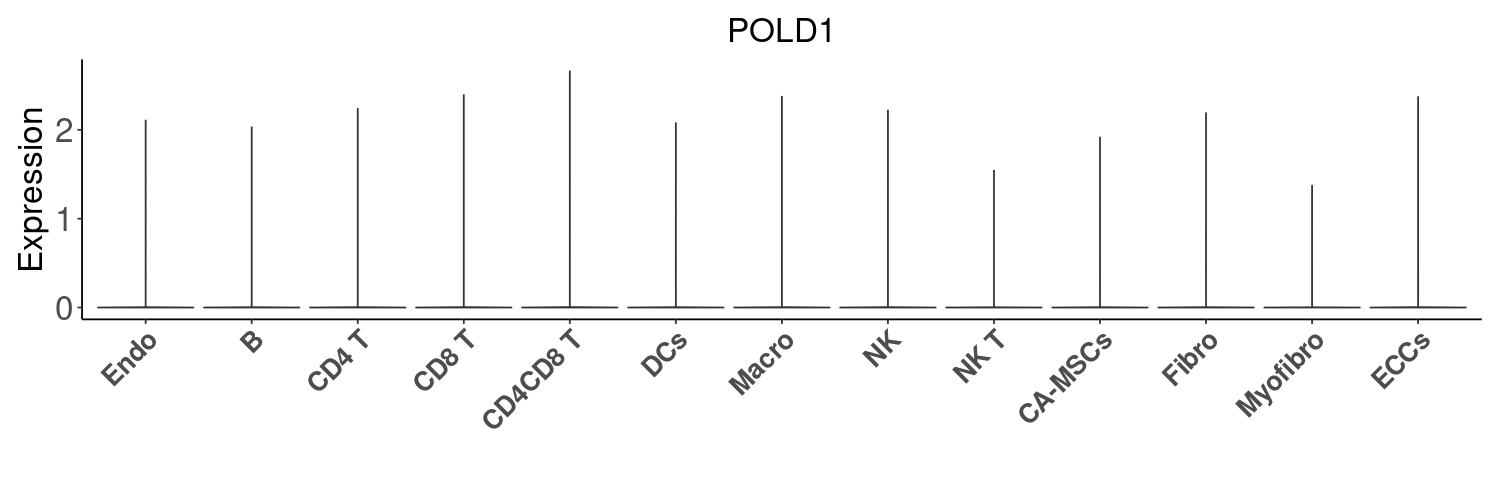 POLD1
Expression
2
1
0
Endo
B
CD4 T
CD8 T
CD4CD8 T
DCs
Macro
NK
NK T
CA-MSCs
Fibro
Myofibro
ECCs